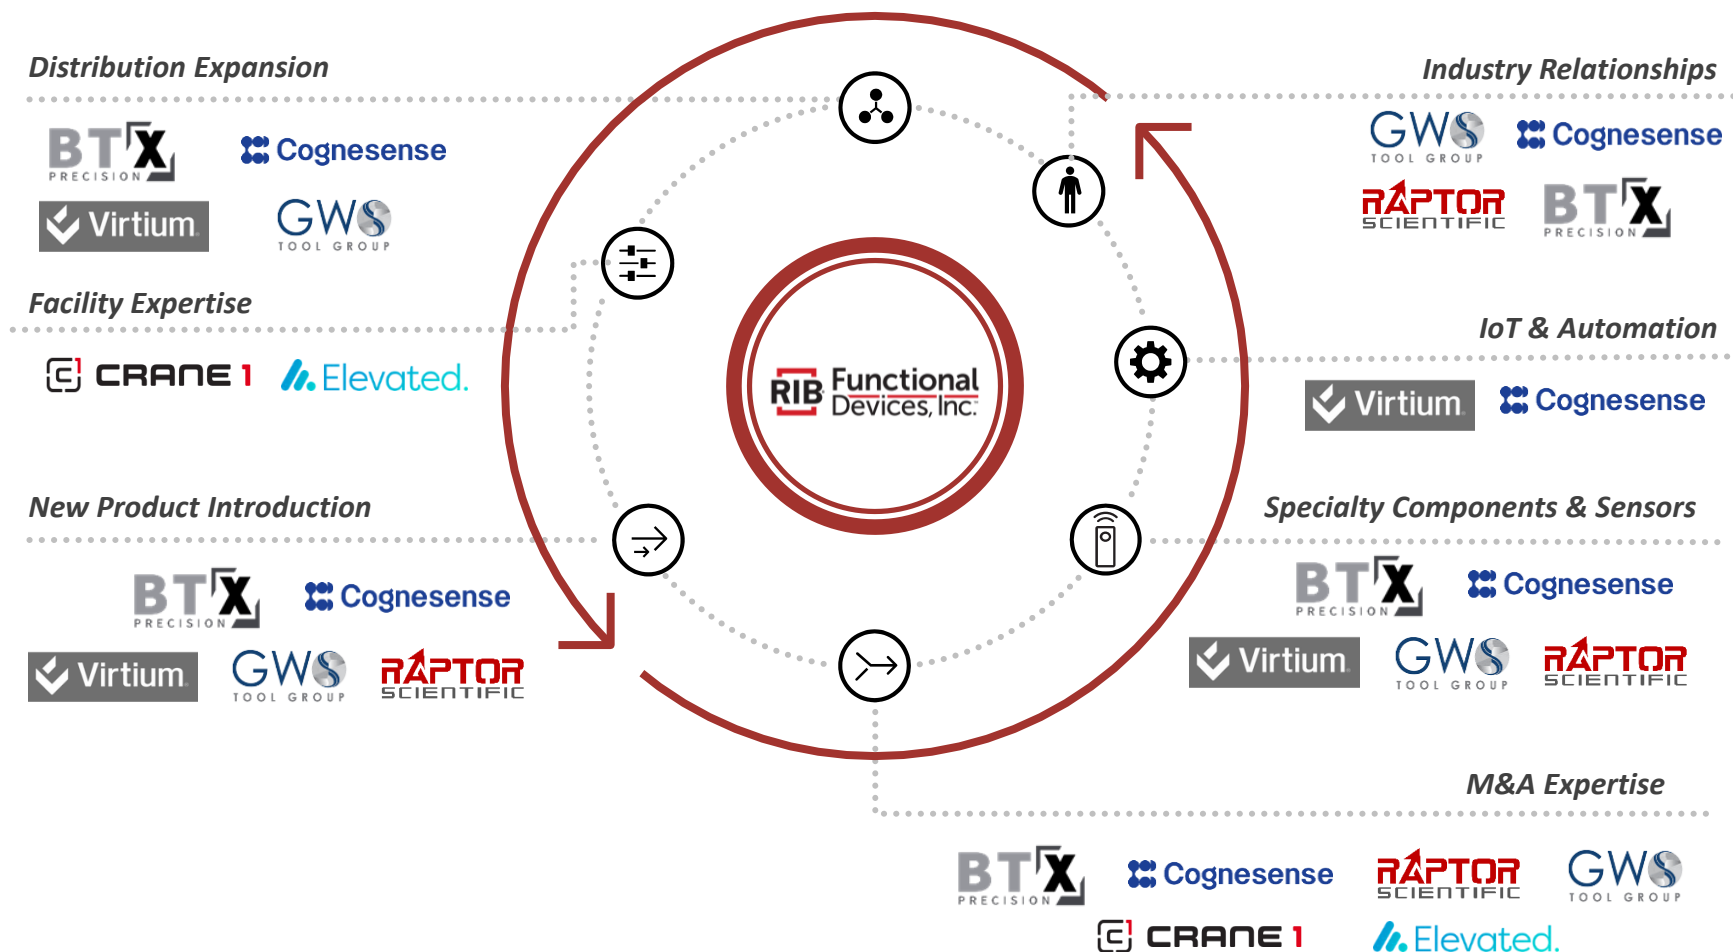 Distribution Expansion
BTX
PRECISION
Cognesense
Virtium
GWS
TOOL GROUP
Facility Expertise
CRANE 1
Elevated.
New Product Introduction
BTX
PRECISION
Cognesense
Virtium
GWS
TOOL GROUP
RAPTOR
SCIENTIFIC
RIB Functional
Devices, Inc.
Industry Relationships
GWS
TOOL GROUP
Cognesense
RAPTOR
SCIENTIFIC
BTX
PRECISION
IoT & Automation
Virtium
Cognesense
Specialty Components & Sensors
BTX
PRECISION
Cognesense
Virtium
GWS
TOOL GROUP
RAPTOR
SCIENTIFIC
M&A Expertise
BTX
PRECISION
Cognesense
RAPTOR
SCIENTIFIC
GWS
TOOL GROUP
CRANE 1
Elevated.